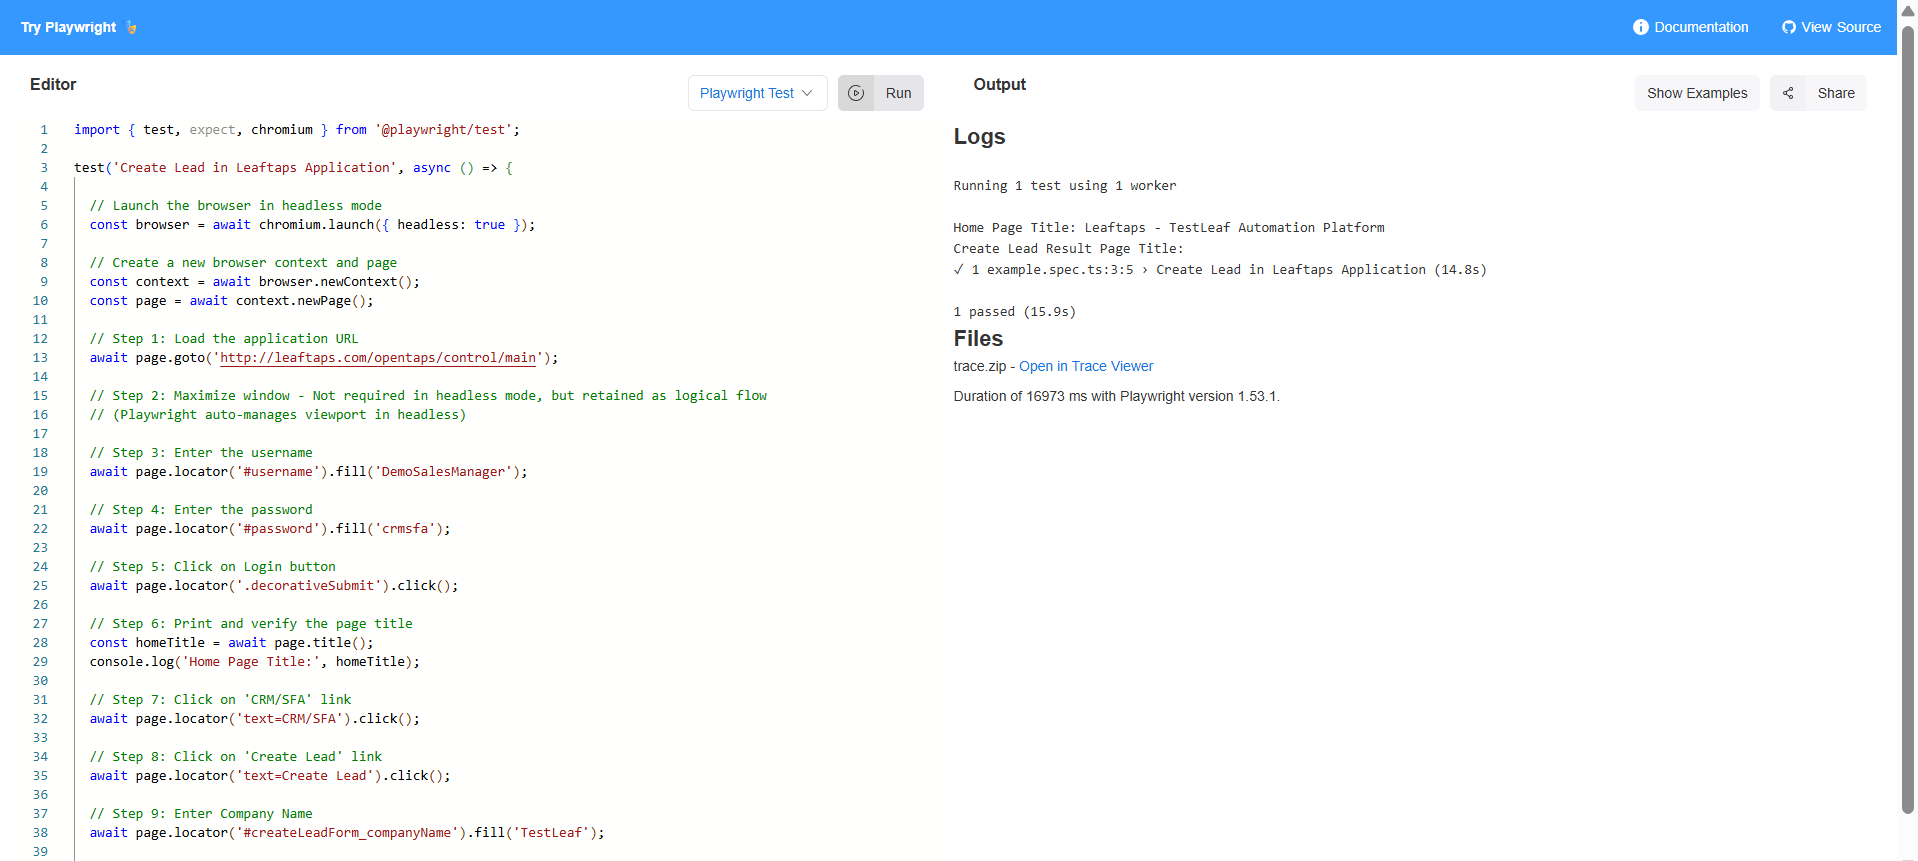 Try Playwright
Documentation
View Source
Editor
Playwright Test
Run
1 import { test, expect, chromium } from '@playwright/test';
2
3 test('Create Lead in Leaftaps Application', async () => {
4
5 // Launch the browser in headless mode
6 const browser = await chromium.launch({ headless: true });
7
8 // Create a new browser context and page
9 const context = await browser.newContext();
10 const page = await context.newPage();
11
12 // Step 1: Load the application URL
13 await page.goto('http://leaftaps.com/opentaps/control/main');
14
15 // Step 2: Maximize window - Not required in headless mode, but retained as logical flow
16 // (Playwright auto-manages viewport in headless)
17
18 // Step 3: Enter the username
19 await page.locator('#username').fill('DemoSalesManager');
20
21 // Step 4: Enter the password
22 await page.locator('#password').fill('crmsfa');
23
24 // Step 5: Click on Login button
25 await page.locator('.decorativeSubmit').click();
26
27 // Step 6: Print and verify the page title
28 const homeTitle = await page.title();
29 console.log('Home Page Title:', homeTitle);
30
31 // Step 7: Click on 'CRM/SFA' link
32 await page.locator('text=CRM/SFA').click();
33
34 // Step 8: Click on 'Create Lead' link
35 await page.locator('text=Create Lead').click();
36
37 // Step 9: Enter Company Name
38 await page.locator('#createLeadForm_companyName').fill('TestLeaf');
39
Output
Show Examples
Share
Logs
Running 1 test using 1 worker
Home Page Title: Leaftaps - TestLeaf Automation Platform
Create Lead Result Page Title:
✓ 1 example.spec.ts:3:5 › Create Lead in Leaftaps Application (14.8s)
1 passed (15.9s)
Files
trace.zip - Open in Trace Viewer
Duration of 16973 ms with Playwright version 1.53.1.